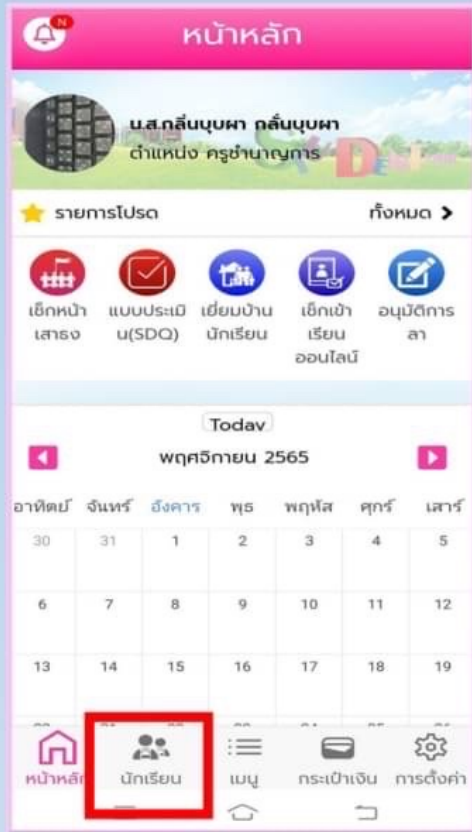 N
หน้าหลัก
น.ส.กลิ่นบุบผา กลั่นบุบผา
ตำแหน่ง ครูชำนาญการ
รายการโปรด ทั้งหมด >
เช็กหน้า แบบประเมิ เยี่ยมบ้าน เช็กเข้า อนุมัติการ
เสาธง น(SDQ) นักเรียน เรียน ลา
ออนไลน์
Today
พฤศจิกายน 2565
อาทิตย์ จันทร์ อังคาร พุธ พฤหัส ศุกร์ เสาร์
30 31 1 2 3 4 5
6 7 8 9 10 11 12
13 14 15 16 17 18 19
หน้าหลัก นักเรียน เมนู กระเป๋าเงิน การตั้งค่า